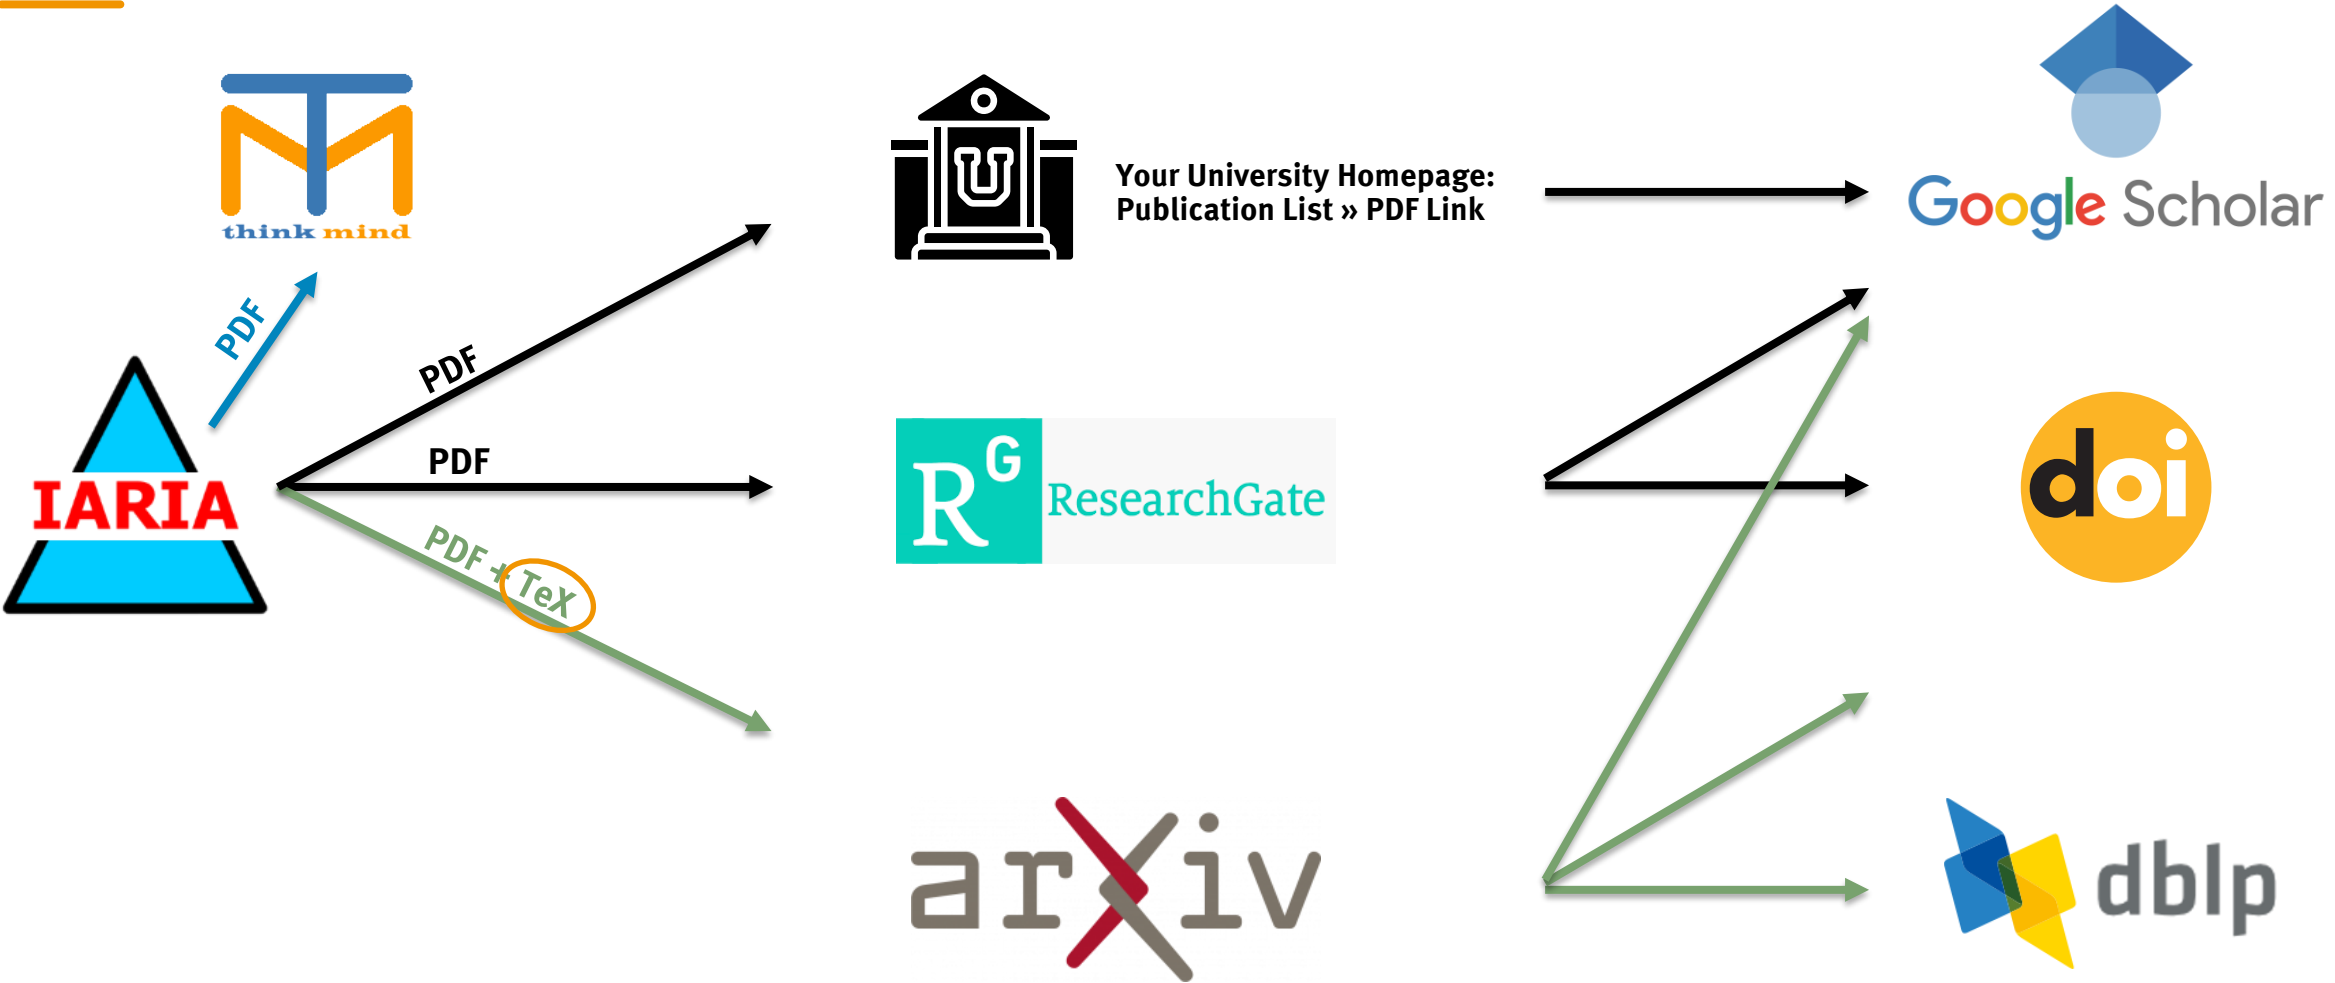 think mind
Your University Homepage:
Publication List » PDF Link
U
Google Scholar
PDF
PDF
IARIA
PDF
PDF + TeX
RG
ResearchGate
doi
arXiv
dblp